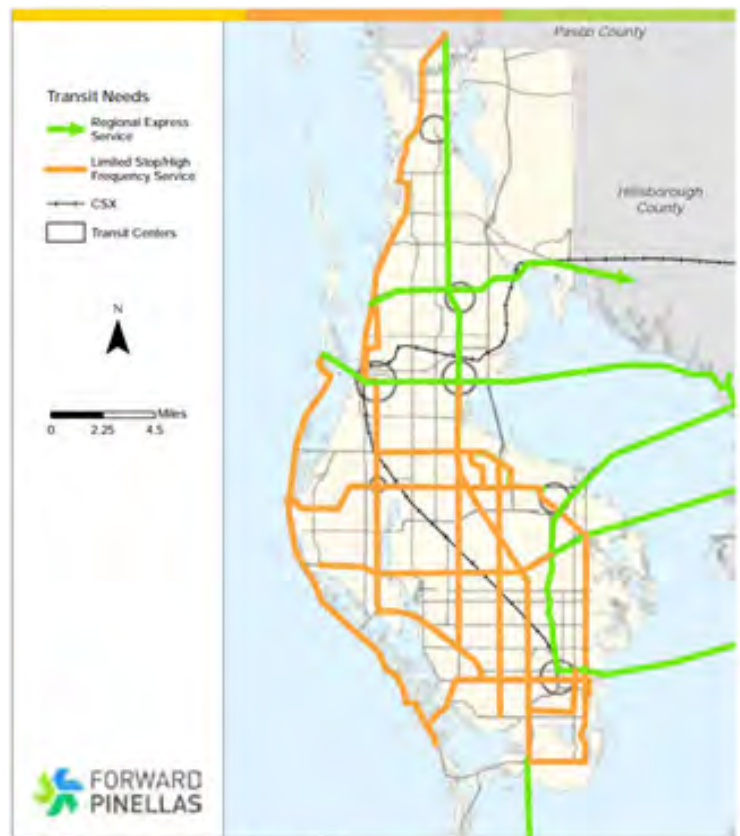 Pasco County
Transit Needs
Regional Express
Service
Limited Stop/High
Frequency Service
CSX
Transit Centers
Hillsborough
County
N
Miles
0 2.25 4.5
FORWARD
PINELLAS